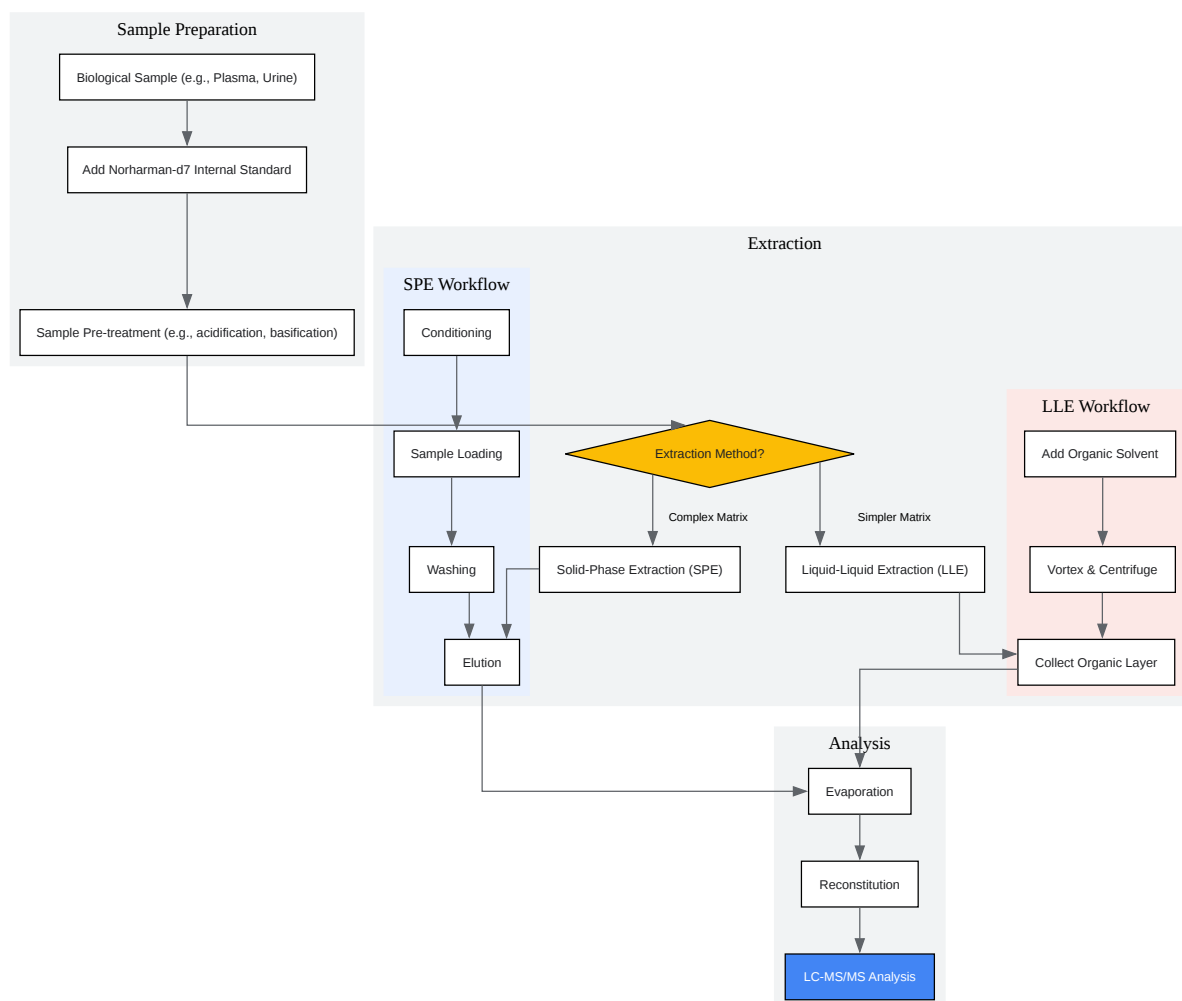 Sample Preparation
Biological Sample (e.g., Plasma, Urine)
Add Norharman-d7 Internal Standard
Sample Pre-treatment (e.g., acidification, basification)
Extraction
SPE Workflow
Conditioning
Sample Loading
Washing
Elution
Extraction Method?
Complex Matrix
Simpler Matrix
Solid-Phase Extraction (SPE)
Liquid-Liquid Extraction (LLE)
LLE Workflow
Add Organic Solvent
Vortex & Centrifuge
Collect Organic Layer
Analysis
Evaporation
Reconstitution
LC-MS/MS Analysis